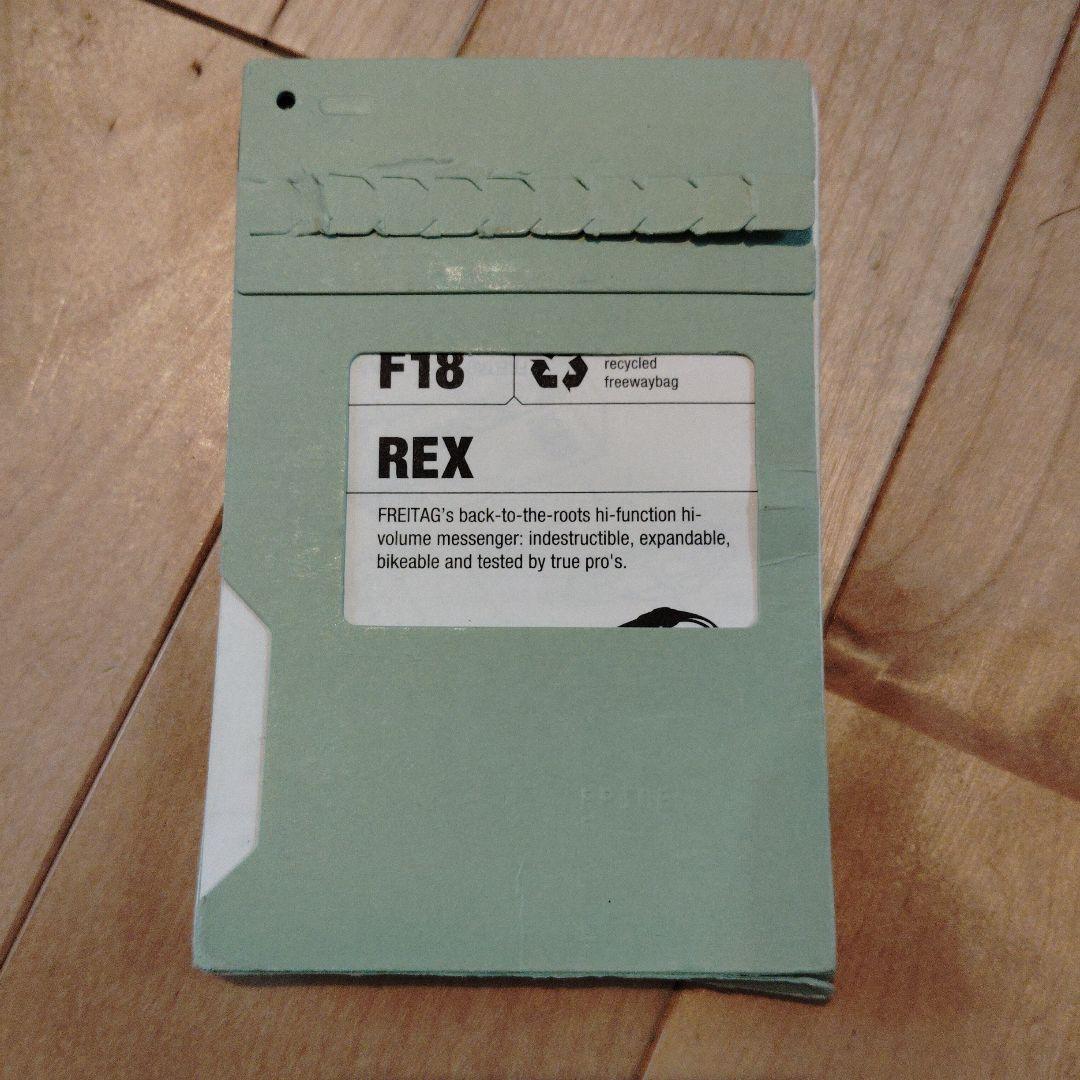 F18
recycled
freewaybag
REX
FREITAG's back-to-the-roots hi-function hi-
volume messenger: indestructible, expandable,
bikeable and tested by true pro's.